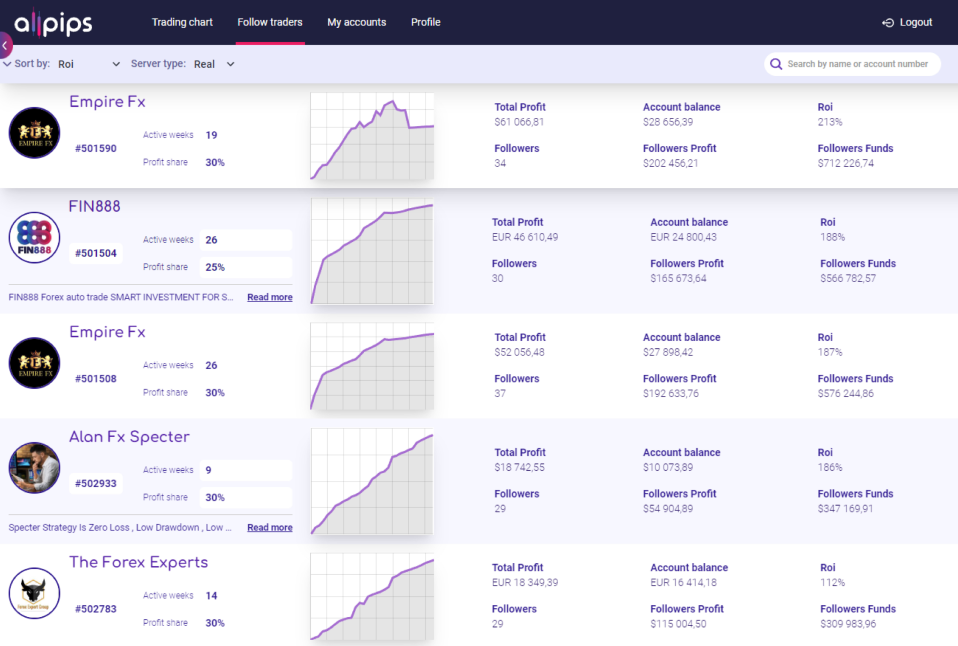 allpips
Trading chart
Follow traders
My accounts
Profile
Logout
Sort by: Roi
Server type: Real
Search by name or account number
Empire Fx
EMPIRE FX
#501590
Active weeks 19
Profit share 30%
Total Profit
$61 066,81
Account balance
$28 656,39
Roi
213%
Followers
34
Followers Profit
$202 456,21
Followers Funds
$712 226,74
FIN888
888
FIN888
#501504
Active weeks 26
Profit share 25%
FIN888 Forex auto trade SMART INVESTMENT FOR S...
Read more
Total Profit
EUR 46 610,49
Account balance
EUR 24 800,43
Roi
188%
Followers
30
Followers Profit
$165 673,64
Followers Funds
$566 782,57
Empire Fx
EMPIRE FX
#501508
Active weeks 26
Profit share 30%
Total Profit
$52 056,48
Account balance
$27 898,42
Roi
187%
Followers
37
Followers Profit
$192 633,76
Followers Funds
$576 244,86
Alan Fx Specter
#502933
Active weeks 9
Profit share 30%
Specter Strategy Is Zero Loss , Low Drawdown , Low ...
Read more
Total Profit
$18 742,55
Account balance
$10 073,89
Roi
186%
Followers
29
Followers Profit
$54 904,89
Followers Funds
$347 169,91
The Forex Experts
Forex Expert Group
#502783
Active weeks 14
Profit share 30%
Total Profit
EUR 18 349,39
Account balance
EUR 16 414,18
Roi
112%
Followers
29
Followers Profit
$115 004,50
Followers Funds
$309 983,96